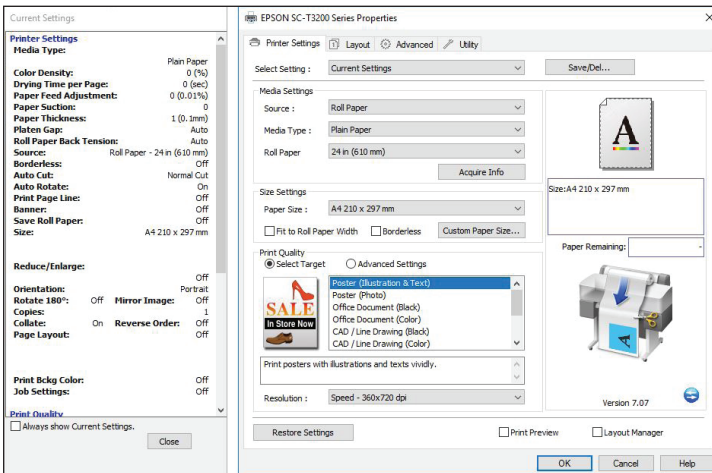 Current Settings
Printer Settings
Media Type:
Plain Paper
Color Density: 0 (%)
Drying Time per Page: 0 (sec)
Paper Feed Adjustment: 0 (0.01%)
Paper Suction: 0
Paper Thickness: 1 (0.1mm)
Platen Gap: Auto
Roll Paper Back Tension: Auto
Source: Roll Paper - 24 in (610 mm)
Borderless: Off
Auto Cut: Normal Cut
Auto Rotate: On
Print Page Line: Off
Banner: Off
Save Roll Paper: Off
Size: A4 210 x 297 mm
Reduce/Enlarge:
Off
Orientation: Portrait
Rotate 180°: Off Mirror Image: Off
Copies: 1
Collate: On Reverse Order: Off
Page Layout: Off
Print Bckg Color: Off
Job Settings: Off
Print Quality
Always show Current Settings.
Close
EPSON SC-T3200 Series Properties
Printer Settings Layout Advanced Utility
Select Setting : Current Settings Save/Del...
Media Settings
Source : Roll Paper
Media Type : Plain Paper
Roll Paper 24 in (610 mm)
Acquire Info
Size Settings
Paper Size : A4 210 x 297 mm
Fit to Roll Paper Width Borderless Custom Paper Size...
Print Quality
Select Target Advanced Settings
SALE
In Store Now
Poster (Illustration & Text)
Poster (Photo)
Office Document (Black)
Office Document (Color)
CAD / Line Drawing (Black)
CAD / Line Drawing (Color)
Print posters with illustrations and texts vividly.
Resolution : Speed - 360x720 dpi
A
Size:A4 210 x 297 mm
Paper Remaining: -
A
Version 7.07
Restore Settings Print Preview Layout Manager
OK Cancel Help